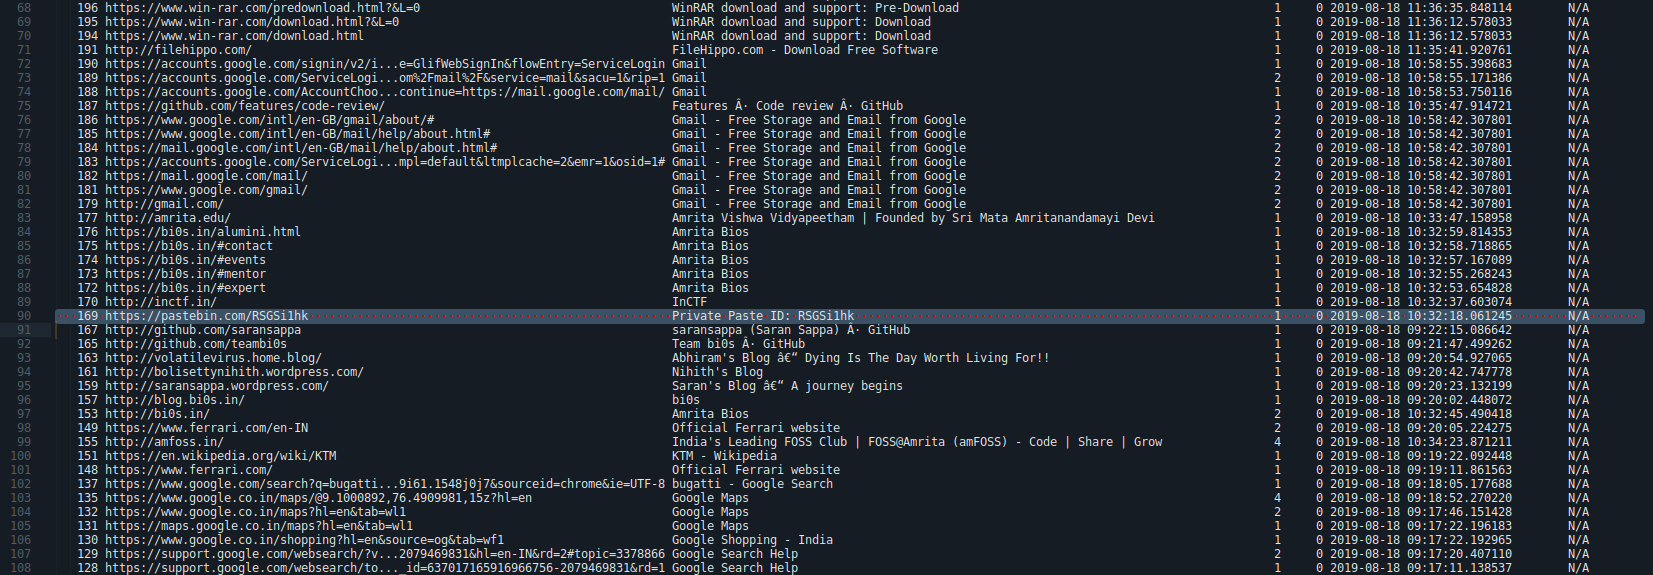 68 196 https://www.win-rar.com/predownload.html?&L=0 WinRAR download and support: Pre-Download 1 0 2019-08-18 11:36:35.848114 N/A
69 195 https://www.win-rar.com/download.html?&L=0 WinRAR download and support: Download 1 0 2019-08-18 11:36:12.578033 N/A
70 194 https://www.win-rar.com/download.html WinRAR download and support: Download 1 0 2019-08-18 11:36:12.578033 N/A
71 191 http://filehippo.com/ FileHippo.com - Download Free Software 1 0 2019-08-18 11:35:41.920761 N/A
72 190 https://accounts.google.com/signin/v2/i...e=GlifWebSignIn&flowEntry=ServiceLogin Gmail 1 0 2019-08-18 10:58:55.398683 N/A
73 189 https://accounts.google.com/ServiceLogi...om%2Fmail%2F&service=mail&sacu=1&rip=1 Gmail 2 0 2019-08-18 10:58:55.171386 N/A
74 188 https://accounts.google.com/AccountChoo...continue=https://mail.google.com/mail/ Gmail 1 0 2019-08-18 10:58:53.750116 N/A
75 187 https://github.com/features/code-review/ Features Â· Code review Â· GitHub 1 0 2019-08-18 10:35:47.914721 N/A
76 186 https://www.google.com/intl/en-GB/gmail/about/# Gmail - Free Storage and Email from Google 2 0 2019-08-18 10:58:42.307801 N/A
77 185 https://www.google.com/intl/en-GB/mail/help/about.html# Gmail - Free Storage and Email from Google 2 0 2019-08-18 10:58:42.307801 N/A
78 184 https://mail.google.com/intl/en-GB/mail/help/about.html# Gmail - Free Storage and Email from Google 2 0 2019-08-18 10:58:42.307801 N/A
79 183 https://accounts.google.com/ServiceLogi...mpl=default&ltmplcache=2&emr=1&osid=1# Gmail - Free Storage and Email from Google 2 0 2019-08-18 10:58:42.307801 N/A
80 182 https://mail.google.com/mail/ Gmail - Free Storage and Email from Google 2 0 2019-08-18 10:58:42.307801 N/A
81 181 https://www.google.com/gmail/ Gmail - Free Storage and Email from Google 2 0 2019-08-18 10:58:42.307801 N/A
82 179 http://gmail.com/ Gmail - Free Storage and Email from Google 2 0 2019-08-18 10:58:42.307801 N/A
83 177 http://amrita.edu/ Amrita Vishwa Vidyapeetham | Founded by Sri Mata Amritanandamayi Devi 1 0 2019-08-18 10:33:47.158958 N/A
84 176 https://bi0s.in/alumini.html Amrita Bios 1 0 2019-08-18 10:32:59.814353 N/A
85 175 https://bi0s.in/#contact Amrita Bios 1 0 2019-08-18 10:32:58.718865 N/A
86 174 https://bi0s.in/#events Amrita Bios 1 0 2019-08-18 10:32:57.167089 N/A
87 173 https://bi0s.in/#mentor Amrita Bios 1 0 2019-08-18 10:32:55.268243 N/A
88 172 https://bi0s.in/#expert Amrita Bios 1 0 2019-08-18 10:32:53.654828 N/A
89 170 http://inctf.in/ InCTF 1 0 2019-08-18 10:32:37.603074 N/A
90 169 https://pastebin.com/RSGSi1hk Private Paste ID: RSGSi1hk 1 0 2019-08-18 10:32:18.061245 N/A
91 167 http://github.com/saransappa saransappa (Saran Sappa) Â· GitHub 1 0 2019-08-18 09:22:15.086642 N/A
92 165 http://github.com/teambi0s Team bi0s Â· GitHub 1 0 2019-08-18 09:21:47.499262 N/A
93 163 http://volatilevirus.home.blog/ Abhiram's Blog â€“ Dying Is The Day Worth Living For!! 1 0 2019-08-18 09:20:54.927065 N/A
94 161 http://bolisettynihith.wordpress.com/ Nihith's Blog 1 0 2019-08-18 09:20:42.747778 N/A
95 159 http://saransappa.wordpress.com/ Saran's Blog â€“ A journey begins 1 0 2019-08-18 09:20:23.132199 N/A
96 157 http://blog.bi0s.in/ bi0s 1 0 2019-08-18 09:20:02.448072 N/A
97 153 http://bi0s.in/ Amrita Bios 2 0 2019-08-18 10:32:45.490418 N/A
98 149 https://www.ferrari.com/en-IN Official Ferrari website 2 0 2019-08-18 09:20:05.224275 N/A
99 155 http://amfoss.in/ India's Leading FOSS Club | FOSS@Amrita (amFOSS) - Code | Share | Grow 4 0 2019-08-18 10:34:23.871211 N/A
100 151 https://en.wikipedia.org/wiki/KTM KTM - Wikipedia 1 0 2019-08-18 09:19:22.092448 N/A
101 148 https://www.ferrari.com/ Official Ferrari website 2 0 2019-08-18 09:19:11.861563 N/A
102 137 https://www.google.com/search?q=bugatti...9i61.1548j0j7&sourceid=chrome&ie=UTF-8 bugatti - Google Search 1 0 2019-08-18 09:18:05.177688 N/A
103 135 https://www.google.co.in/maps/@9.1000892,76.4909981,15z?hl=en Google Maps 4 0 2019-08-18 09:18:52.270220 N/A
104 132 https://www.google.co.in/maps?hl=en&tab=wl1 Google Maps 2 0 2019-08-18 09:17:46.151428 N/A
105 131 https://maps.google.co.in/maps?hl=en&tab=wl1 Google Maps 1 0 2019-08-18 09:17:22.196183 N/A
106 130 https://www.google.co.in/shopping?hl=en&source=og&tab=wf1 Google Shopping - India 1 0 2019-08-18 09:17:22.192965 N/A
107 129 https://support.google.com/websearch/?v...2079469831&hl=en-IN&rd=2#topic=3378866 Google Search Help 2 0 2019-08-18 09:17:20.407110 N/A
108 128 https://support.google.com/websearch/to..._id=637017165916966756-2079469831&rd=1 Google Search Help 1 0 2019-08-18 09:17:11.138537 N/A